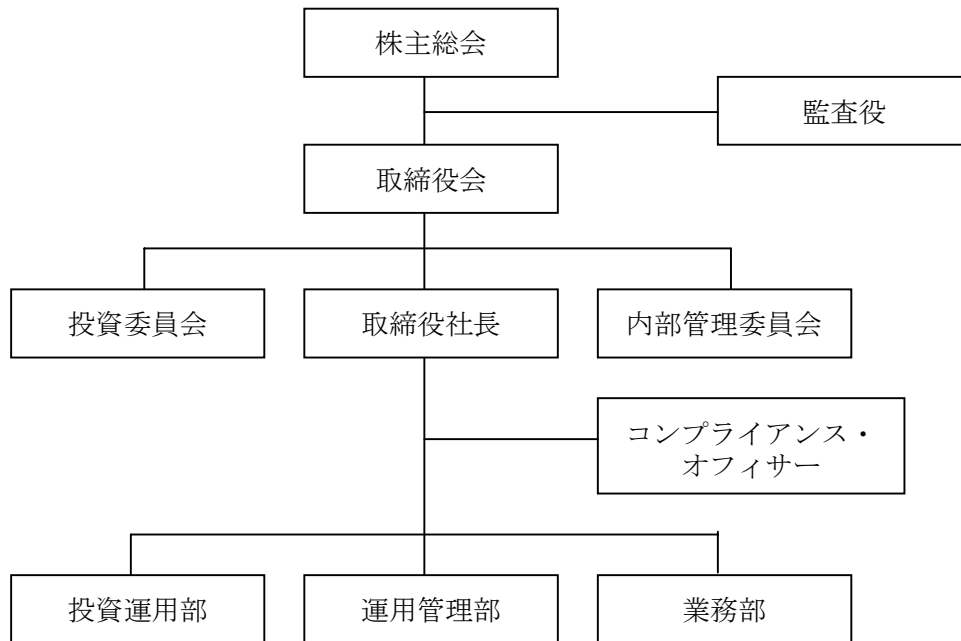 株主総会
監査役
取締役会
投資委員会
取締役社長
内部管理委員会
コンプライアンス・
オフィサー
投資運用部
運用管理部
業務部